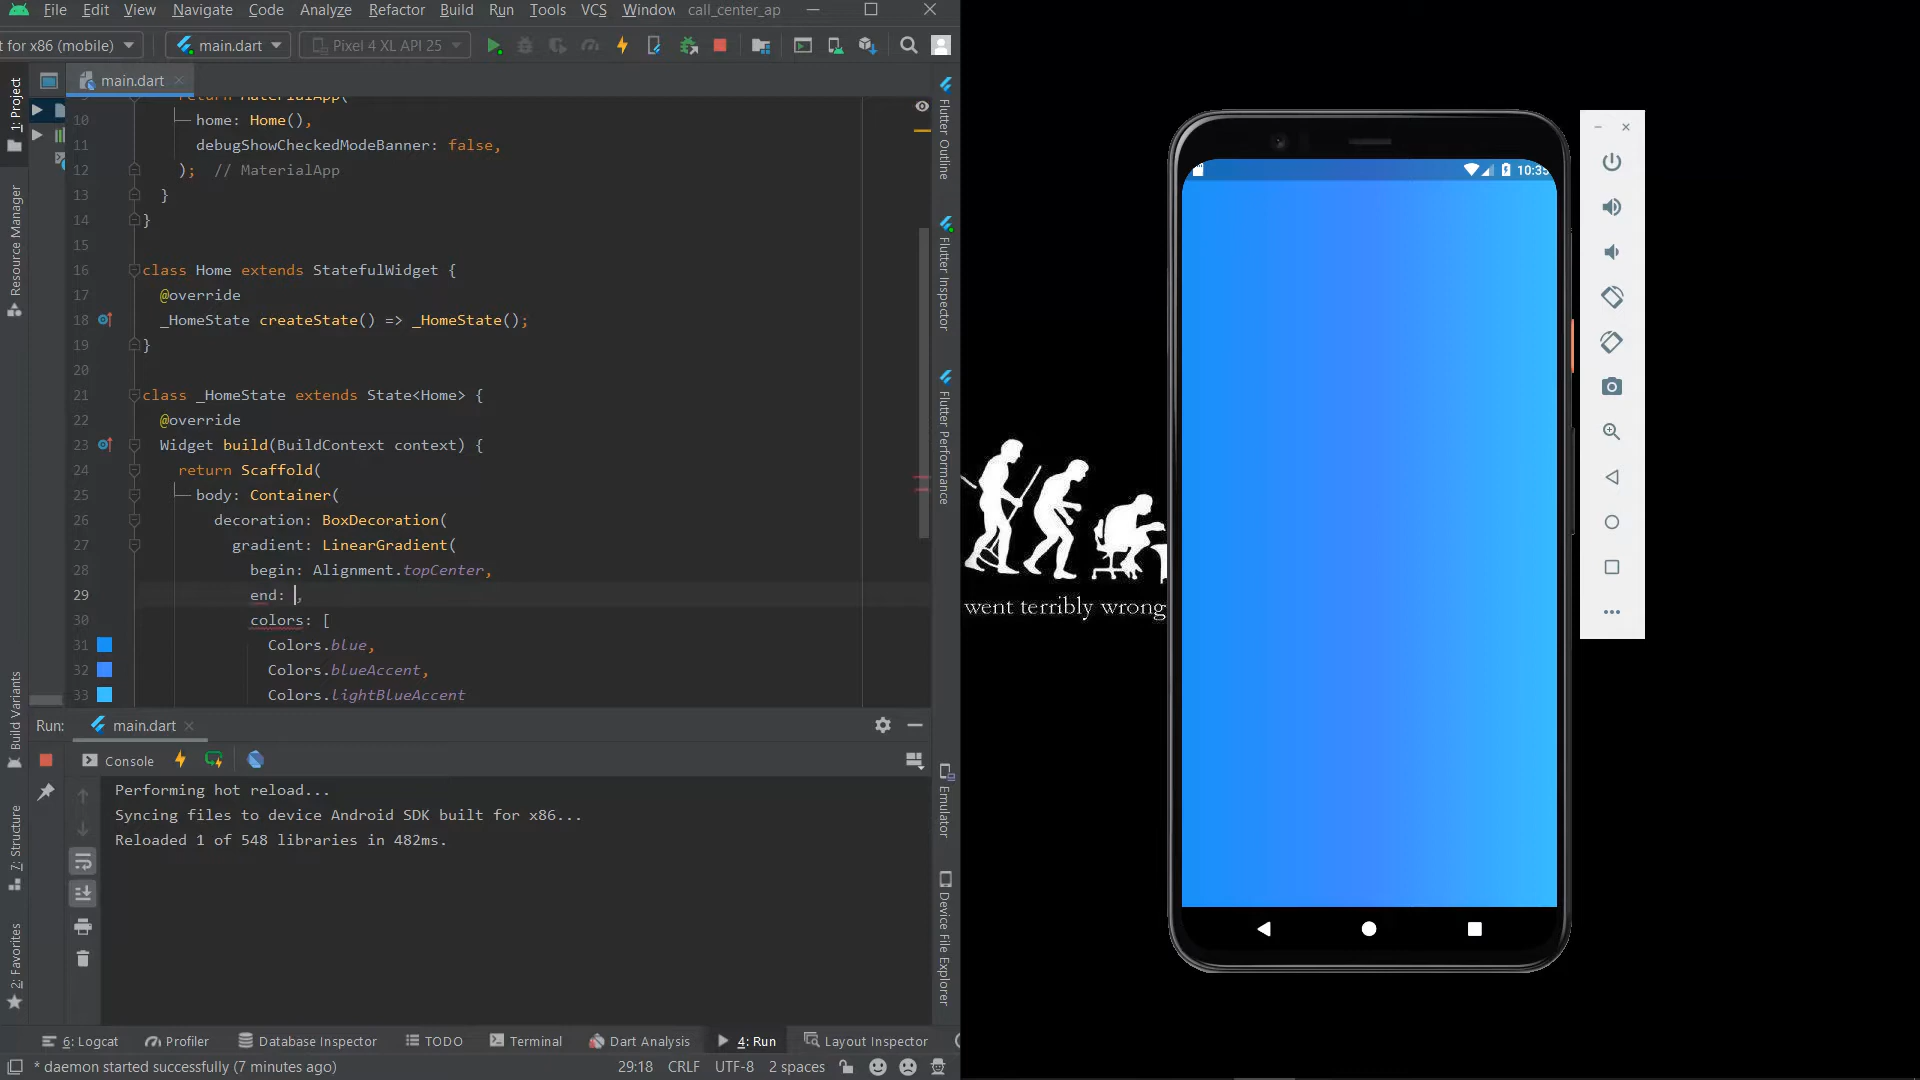 File Edit View Navigate Code Analyze Refactor Build Run Tools VCS Window call_center_ap
t for x86 (mobile) main.dart Pixel 4 XL API 25
main.dart
1: Project
Resource Manager
Build Variants
7: Structure
2: Favorites
return MaterialApp(
10 home: Home(),
11 debugShowCheckedModeBanner: false,
12 ); // MaterialApp
13 }
14 }
15
16 class Home extends StatefulWidget {
17 @override
18 _HomeState createState() => _HomeState();
19 }
20
21 class _HomeState extends State<Home> {
22 @override
23 Widget build(BuildContext context) {
24 return Scaffold(
25 body: Container(
26 decoration: BoxDecoration(
27 gradient: LinearGradient(
28 begin: Alignment.topCenter,
29 end: ,
30 colors: [
31 Colors.blue,
32 Colors.blueAccent,
33 Colors.lightBlueAccent
Flutter Outline
Flutter Inspector
Flutter Performance
Emulator
Device File Explorer
Run: main.dart
Console
Performing hot reload...
Syncing files to device Android SDK built for x86...
Reloaded 1 of 548 libraries in 482ms.
6: Logcat Profiler Database Inspector TODO Terminal Dart Analysis 4: Run Layout Inspector
* daemon started successfully (7 minutes ago) 29:18 CRLF UTF-8 2 spaces
went terribly wrong
10:35